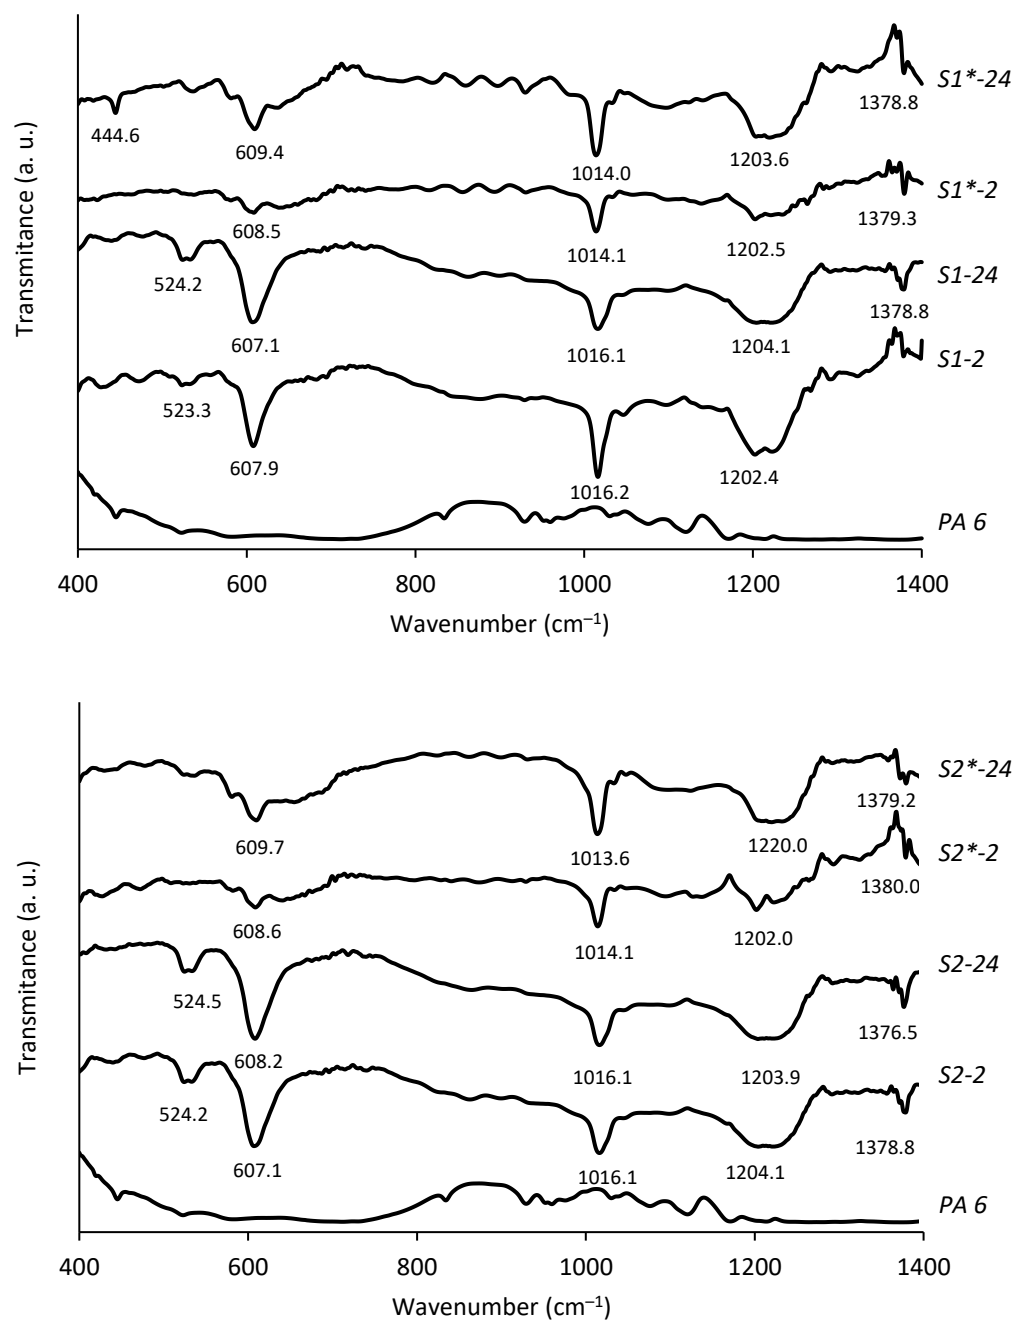 S1*-24
1378.8
444.6
609.4
1203.6
1014.0
S1*-2
1379.3
608.5
1014.1
1202.5
S1-24
524.2
1378.8
607.1
1016.1
1204.1
S1-2
523.3
607.9
1202.4
1016.2
PA 6
Transmitance (a. u.)
400 600 800 1000 1200 1400
Wavenumber (cm⁻¹)
S2*-24
1379.2
609.7
1013.6
1220.0
S2*-2
1380.0
608.6
1014.1
1202.0
S2-24
524.5
1376.5
608.2
1016.1
1203.9
S2-2
524.2
1378.8
607.1
1016.1
1204.1
PA 6
Transmitance (a. u.)
400 600 800 1000 1200 1400
Wavenumber (cm⁻¹)